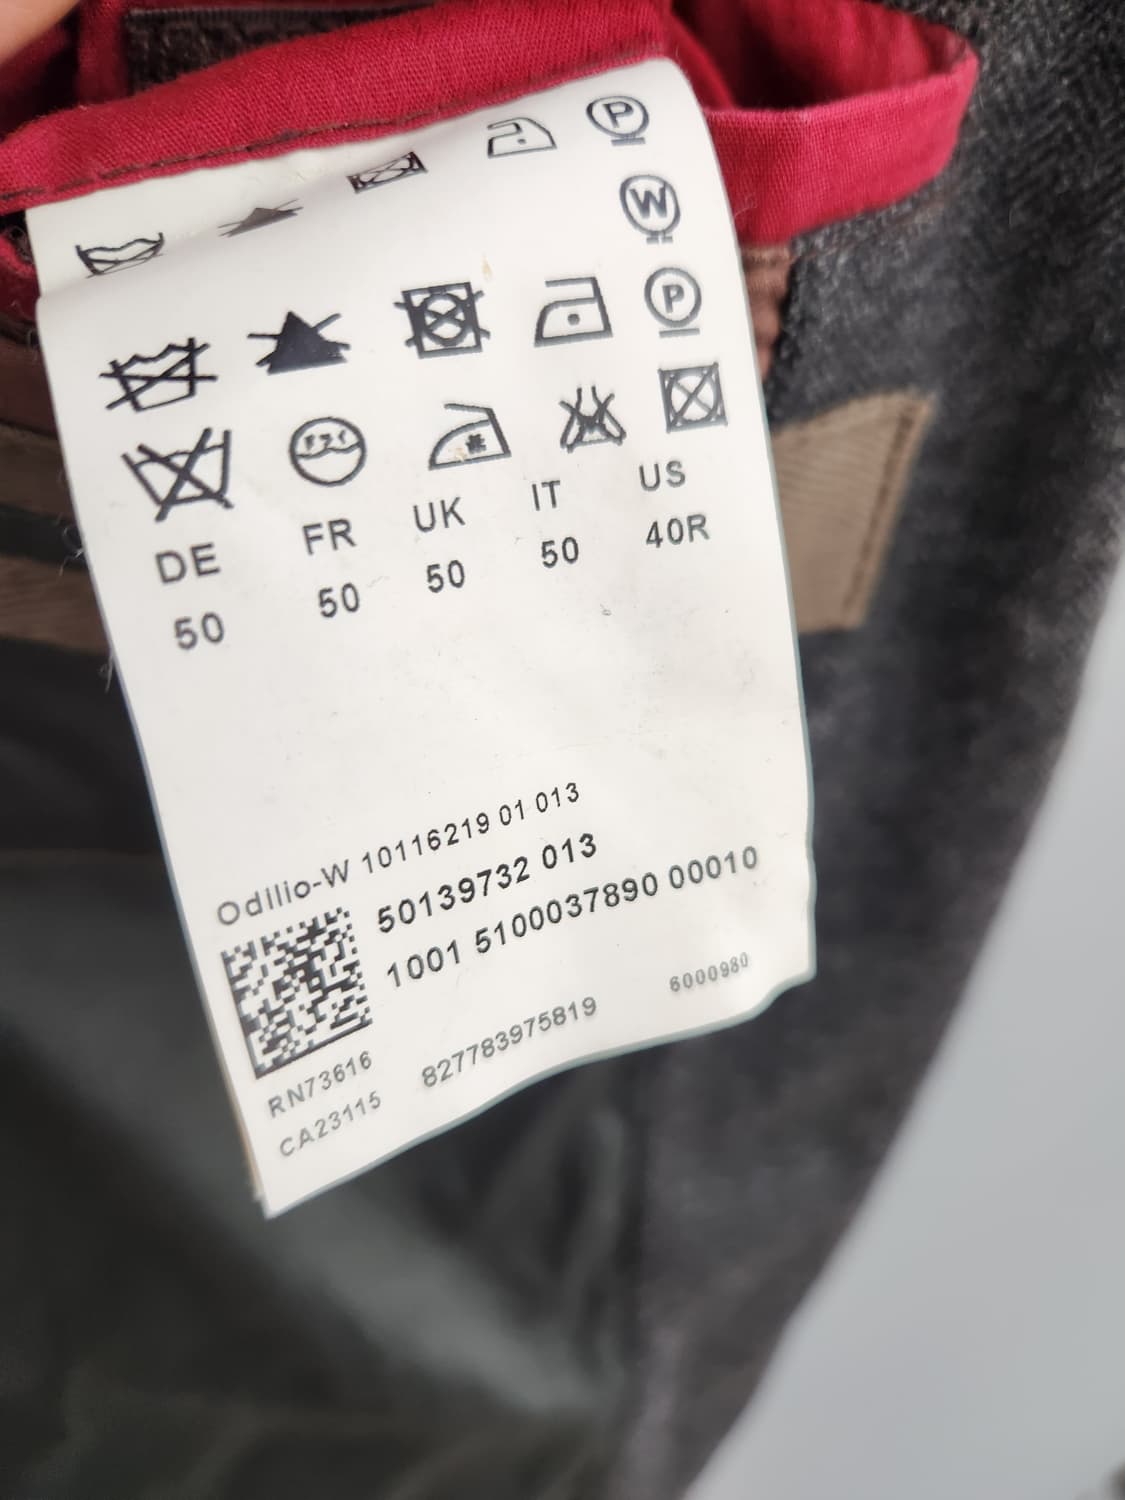 P
W
P
DE FR UK IT US
50 50 50 50 40R
Odilio-W 10116219 01 013
50139732 013
1001 5100037890 00010
RN73616 827783975819 6000980
CA23115